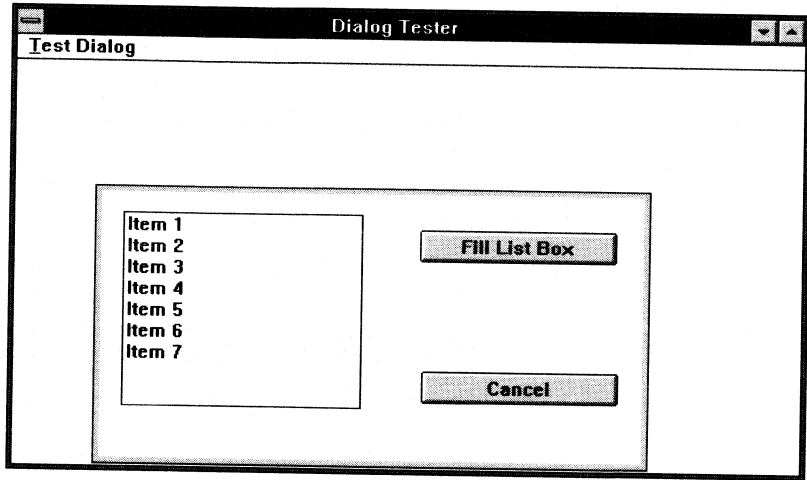 Dialog Tester
Test Dialog
Item 1
Item 2
Item 3
Item 4
Item 5
Item 6
Item 7
Fill List Box
Cancel